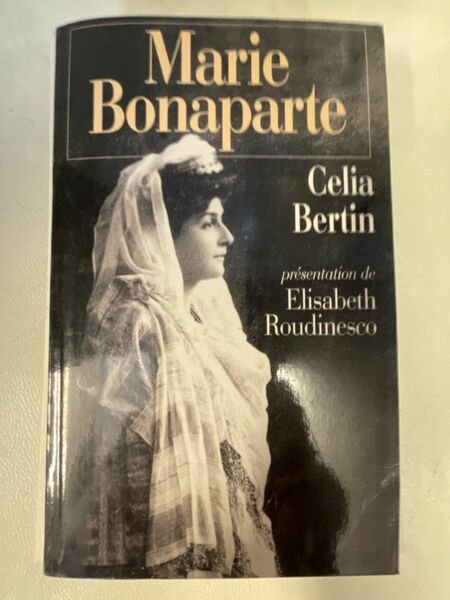 Marie
Bonaparte
Celia
Bertin
présentation de
Elisabeth
Roudinesco